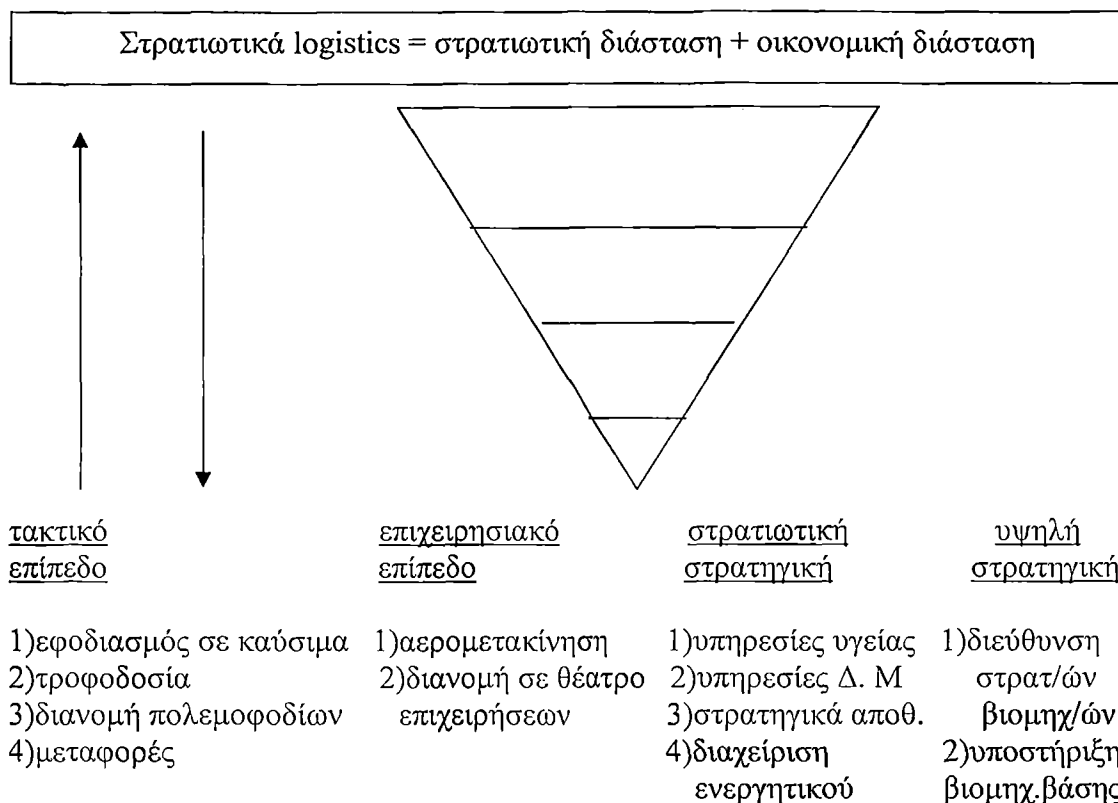 Στρατιωτικά logistics = στρατιωτική διάσταση + οικονομική διάσταση
τακτικό
επίπεδο
1)εφοδιασμός σε καύσιμα
2)τροφοδοσία
3)διανομή πολεμοφοδίων
4)μεταφορές
επιχειρησιακό
επίπεδο
1)αερομετακίνηση
2)διανομή σε θέατρο
επιχειρήσεων
στρατιωτική
στρατηγική
1)υπηρεσίες υγείας
2)υπηρεσίες Δ. Μ
3)στρατηγικά αποθ.
4)διαχείριση
ενεργητικού
υψηλή
στρατηγική
1)διεύθυνση
στρατ/ών
βιομηχ/ών
2)υποστήριξη
βιομηχ.βάσης